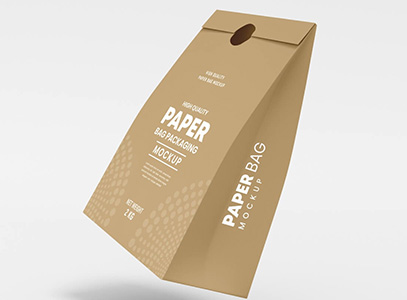 HIGH QUALITY
PAPER BAG MOCKUP
HIGH QUALITY
PAPER
BAG PACKAGING
MOCKUP
NET WEIGHT
2 KG
PAPER BAG
MOCKUP